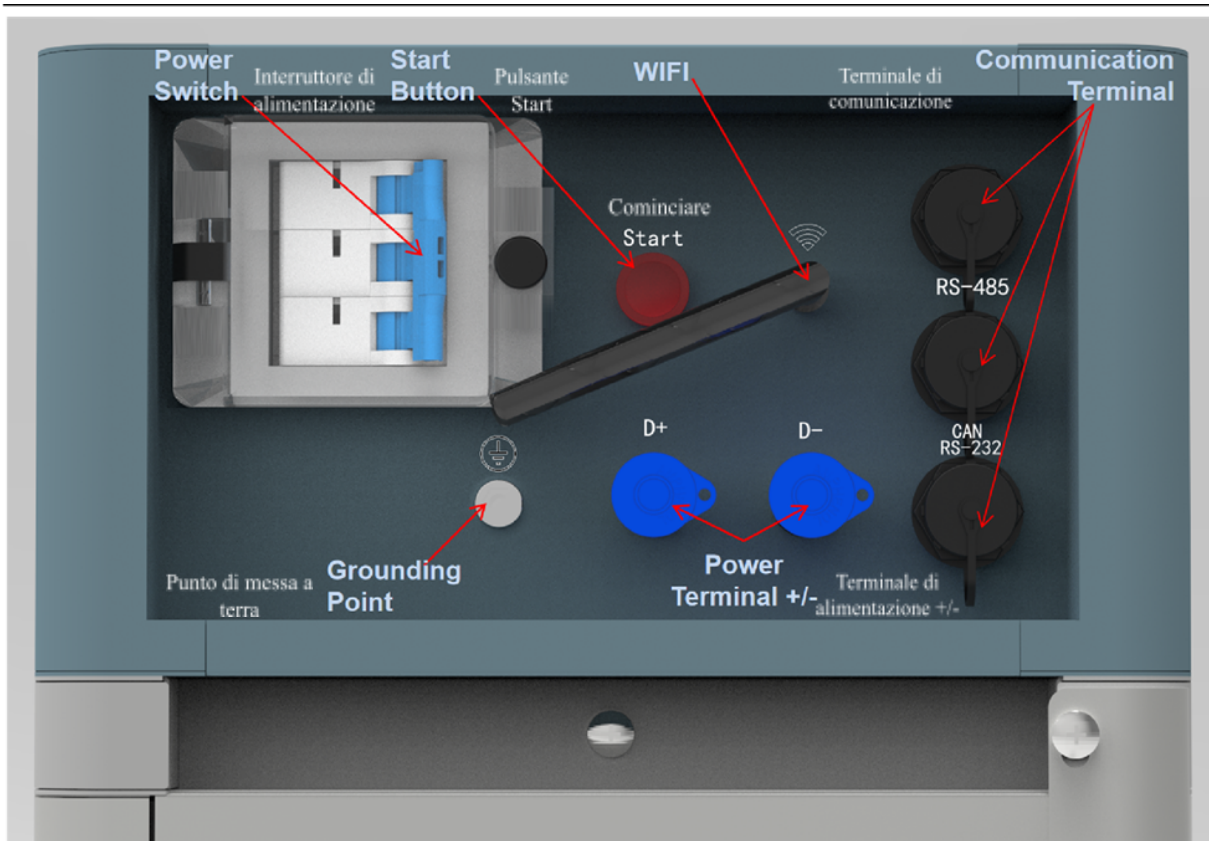 Power
Switch
Interruttore di
alimentazione
Start
Button
Pulsante
Start
WIFI
Terminale di
comunicazione
Communication
Terminal
Cominciare
Start
RS-485
CAN
RS-232
D+
D-
Grounding
Point
Punto di messa a
terra
Power
Terminal +/-
Terminale di
alimentazione +/-